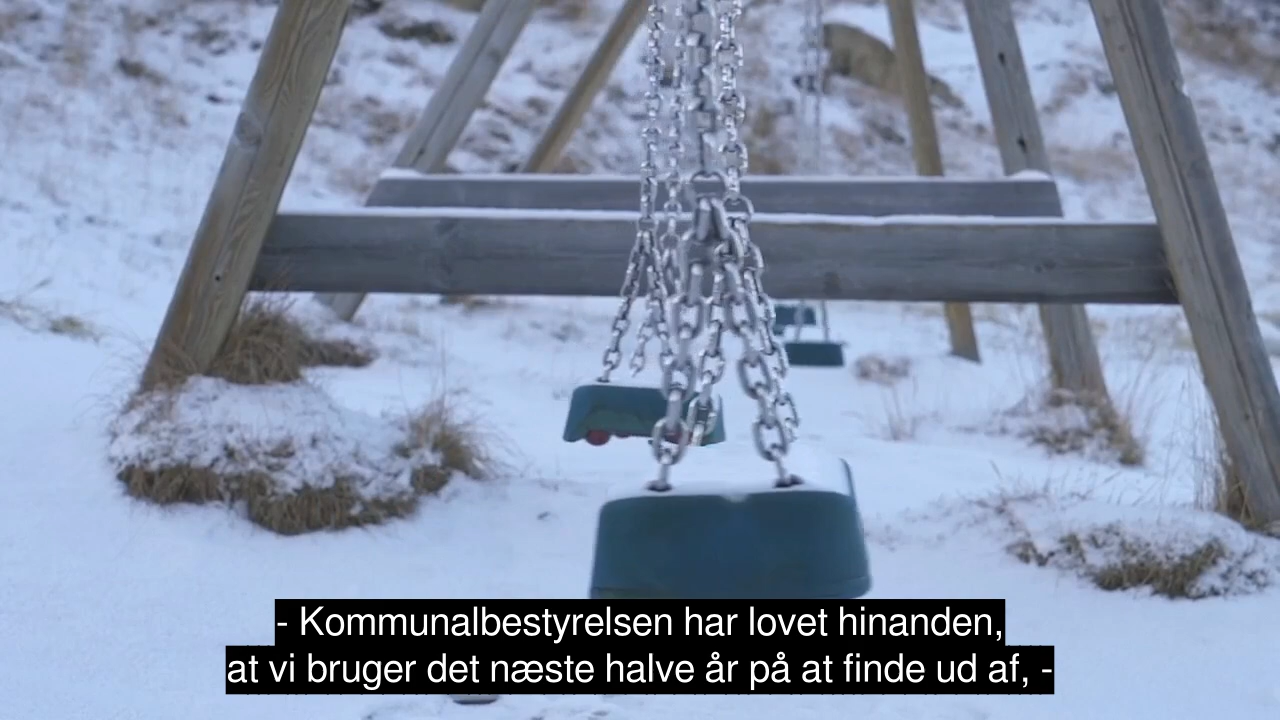 - Kommunalbestyrelsen har lovet hinanden,
at vi bruger det næste halve år på at finde ud af, -